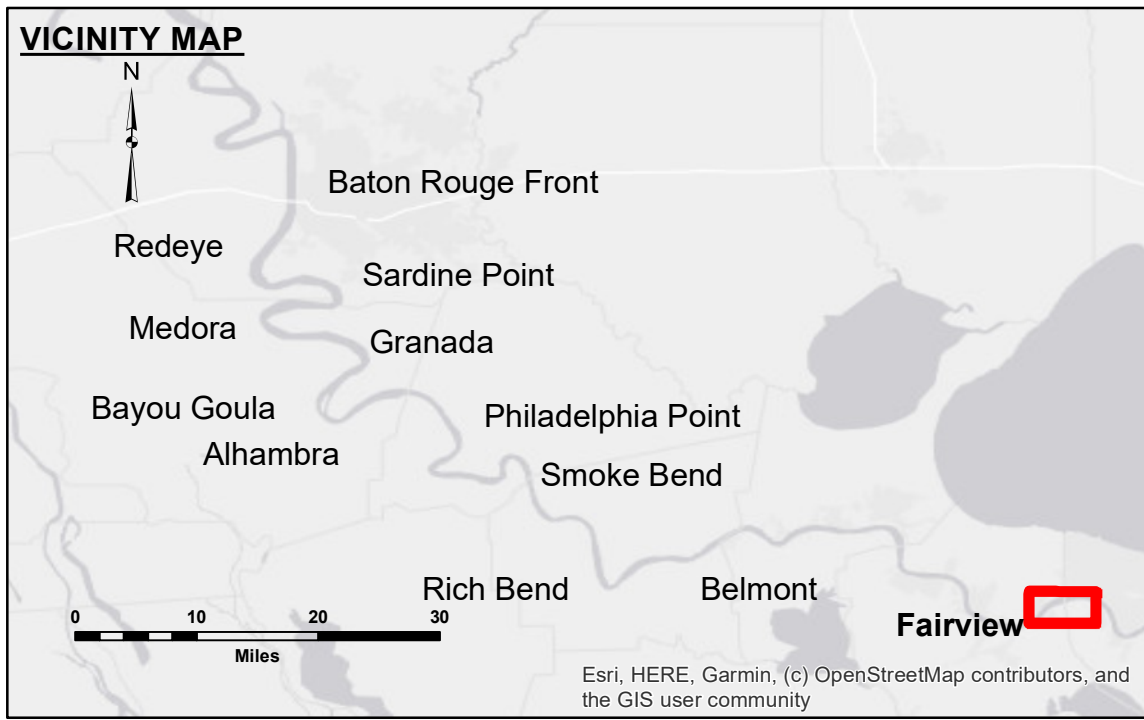 VICINITY MAP
N
Baton Rouge Front
Redeye
Sardine Point
Medora
Granada
Bayou Goula
Philadelphia Point
Alhambra
Smoke Bend
Rich Bend
Belmont
Fairview
0 10 20 30
Miles
Esri, HERE, Garmin, (c) OpenStreetMap contributors, and
the GIS user community